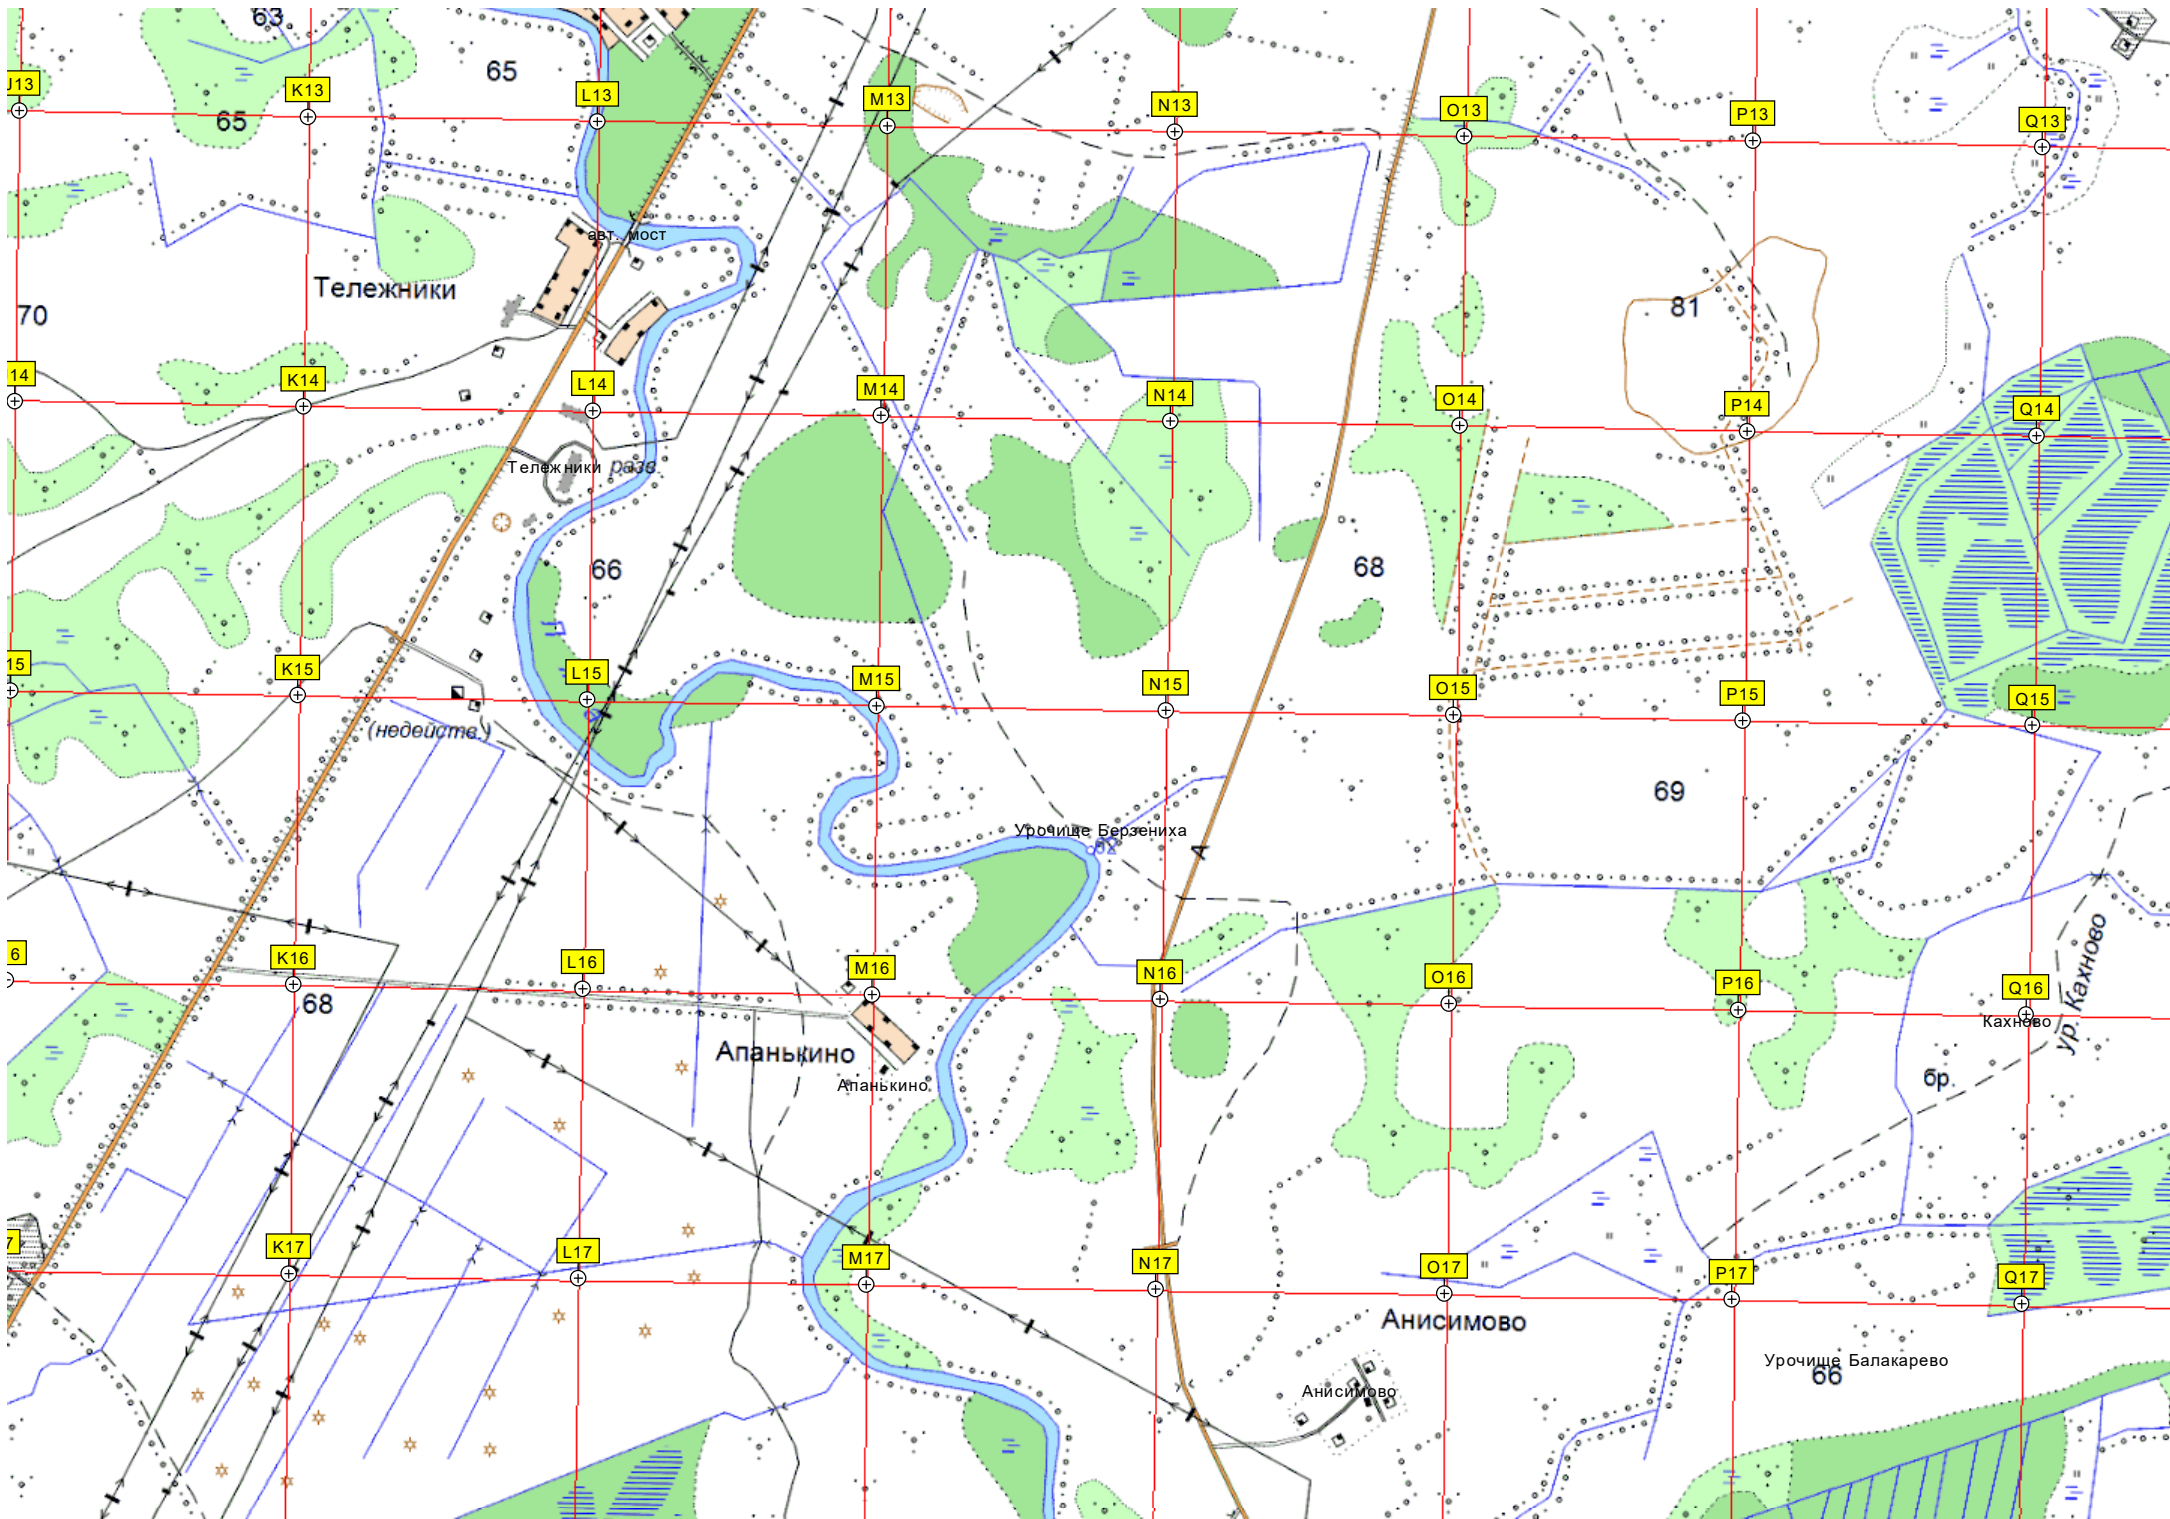 63
65
J13
K13
65
L13
M13
N13
O13
P13
Q13
авт. мост
Тележники
70
81
14
K14
L14
M14
N14
O14
P14
Q14
Тележники разв.
66
68
15
K15
L15
M15
N15
O15
P15
Q15
(недейств.)
69
Урочище Берзениха
62
А
6
K16
L16
M16
N16
O16
P16
Q16
68
ур. Кахново
Кахново
Апанькино
Апанькино
бр.
7
K17
L17
M17
N17
O17
P17
Q17
Анисимово
Урочище Балакарево
66
Анисимово